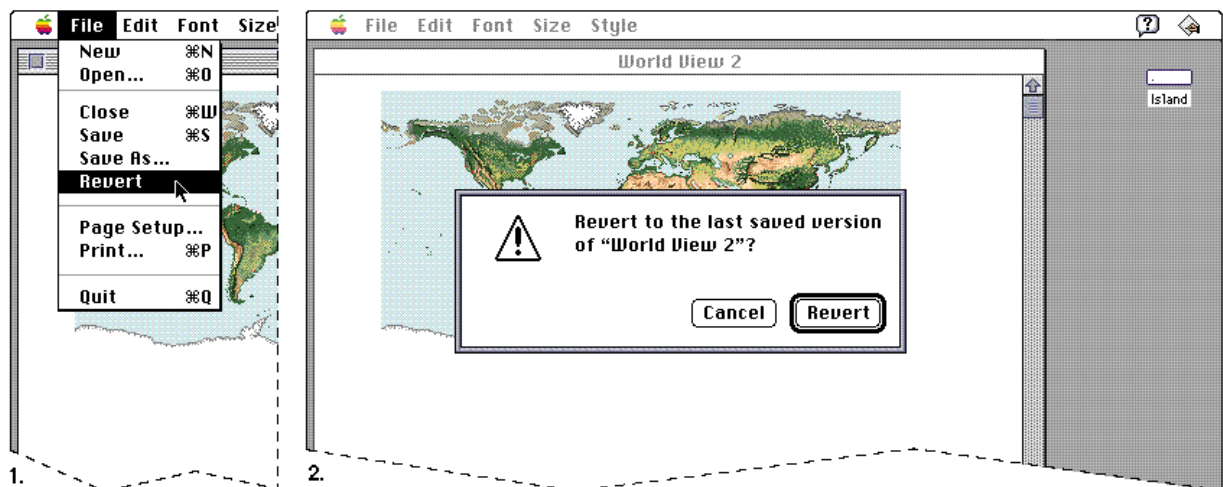 File Edit Font Size
New ⌘N
Open... ⌘O
Close ⌘W
Save ⌘S
Save As...
Revert
Page Setup...
Print... ⌘P
Quit ⌘Q
1.
File Edit Font Size Style
World View 2
Island
Revert to the last saved version
of “World View 2”?
Cancel Revert
2.